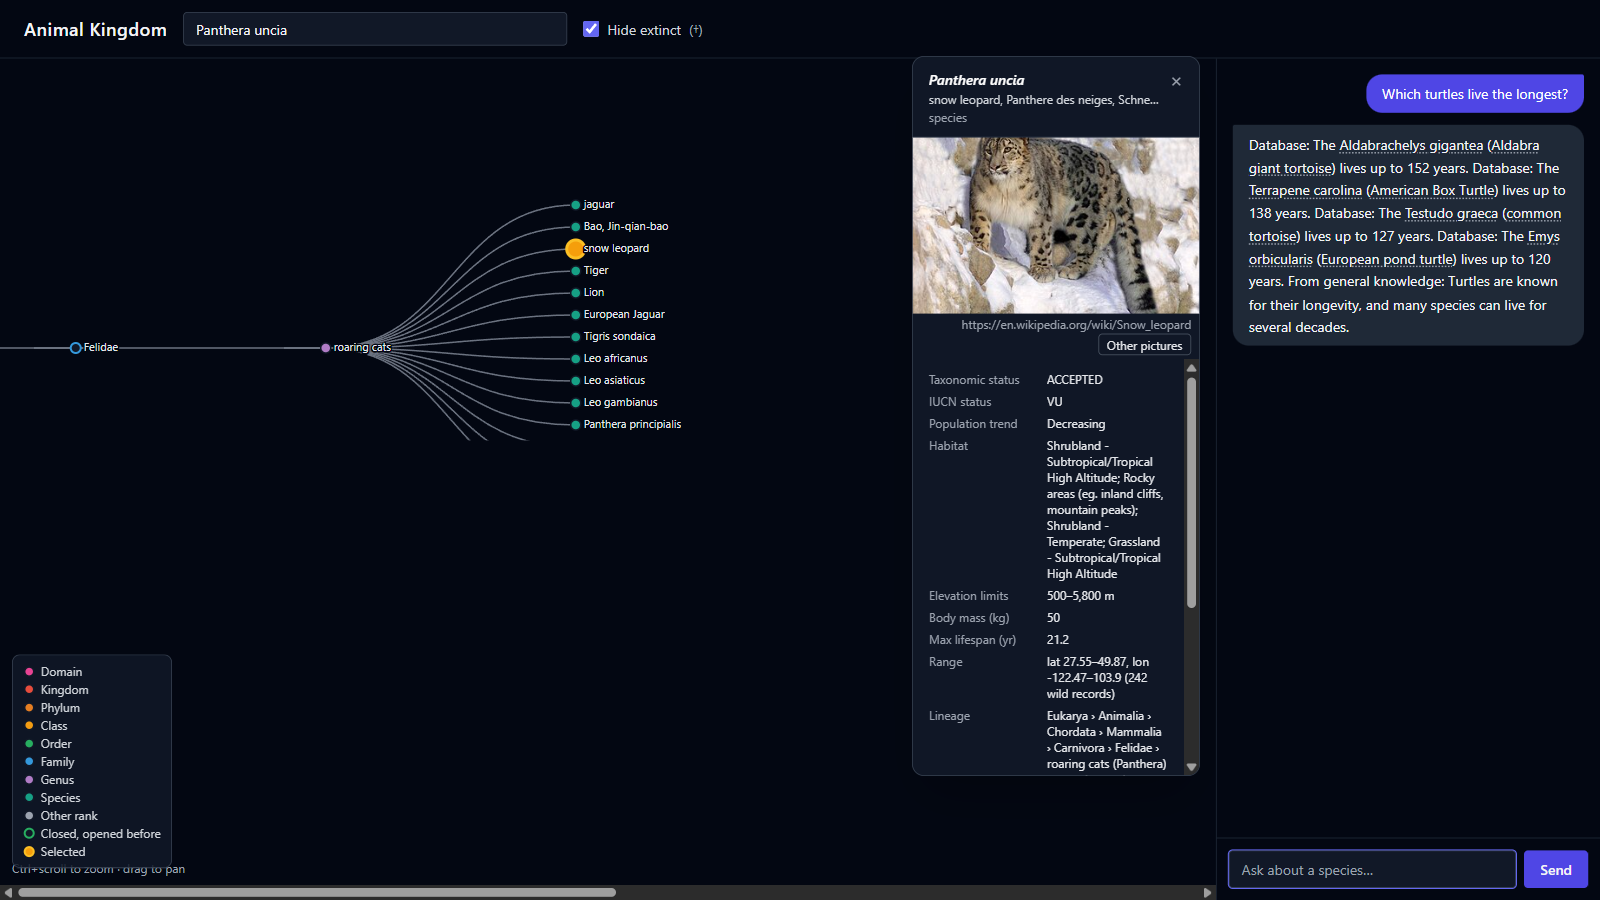 Animal Kingdom
Panthera uncia
Hide extinct (†)
Felidae
roaring cats
jaguar
Bao, Jin-qian-bao
snow leopard
Tiger
Lion
European Jaguar
Tigris sondaica
Leo africanus
Leo asiaticus
Leo gambianus
Panthera principialis
Domain
Kingdom
Phylum
Class
Order
Family
Genus
Species
Other rank
Closed, opened before
Selected
Ctrl+scroll to zoom · drag to pan
Panthera uncia
×
snow leopard, Panthere des neiges, Schne...
species
https://en.wikipedia.org/wiki/Snow_leopard
Other pictures
Taxonomic status ACCEPTED
IUCN status VU
Population trend Decreasing
Habitat Shrubland -
Subtropical/Tropical
High Altitude; Rocky
areas (eg. inland cliffs,
mountain peaks);
Shrubland -
Temperate; Grassland
- Subtropical/Tropical
High Altitude
Elevation limits 500–5,800 m
Body mass (kg) 50
Max lifespan (yr) 21.2
Range lat 27.55–49.87, lon
-122.47–103.9 (242
wild records)
Lineage Eukarya › Animalia ›
Chordata › Mammalia
› Carnivora › Felidae ›
roaring cats (Panthera)
Which turtles live the longest?
Database: The Aldabrachelys gigantea (Aldabra
giant tortoise) lives up to 152 years. Database: The
Terrapene carolina (American Box Turtle) lives up to
138 years. Database: The Testudo graeca (common
tortoise) lives up to 127 years. Database: The Emys
orbicularis (European pond turtle) lives up to 120
years. From general knowledge: Turtles are known
for their longevity, and many species can live for
several decades.
Ask about a species...
Send